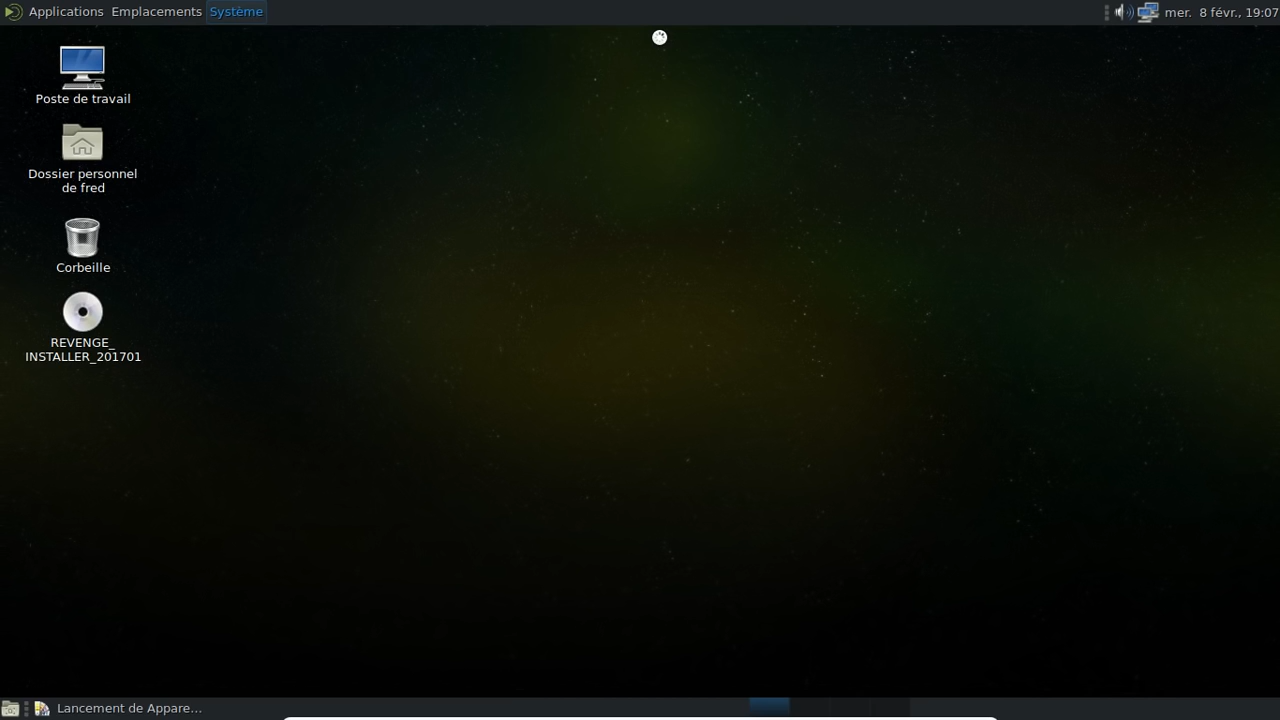 Applications Emplacements Système
mer. 8 févr., 19:07
Poste de travail
Dossier personnel
de fred
Corbeille
REVENGE_
INSTALLER_201701
Lancement de Appare…